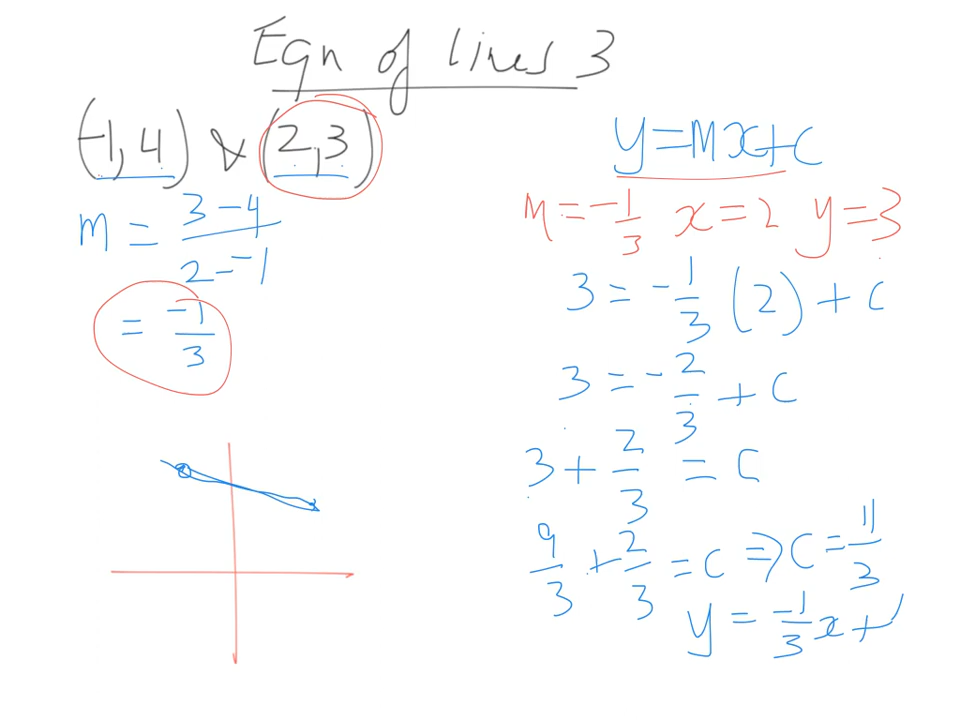 Eqn of lines 3
(-1, 4) & (2, 3)
m = 3 - 4 / 2 - -1
= -1/3
y = mx + c
M = -1/3 x = 2 y = 3
3 = -1/3 (2) + c
3 = -2/3 + c
3 + 2/3 = c
9/3 + 2/3 = c ⇒ c = 11/3
y = -1/3 x +